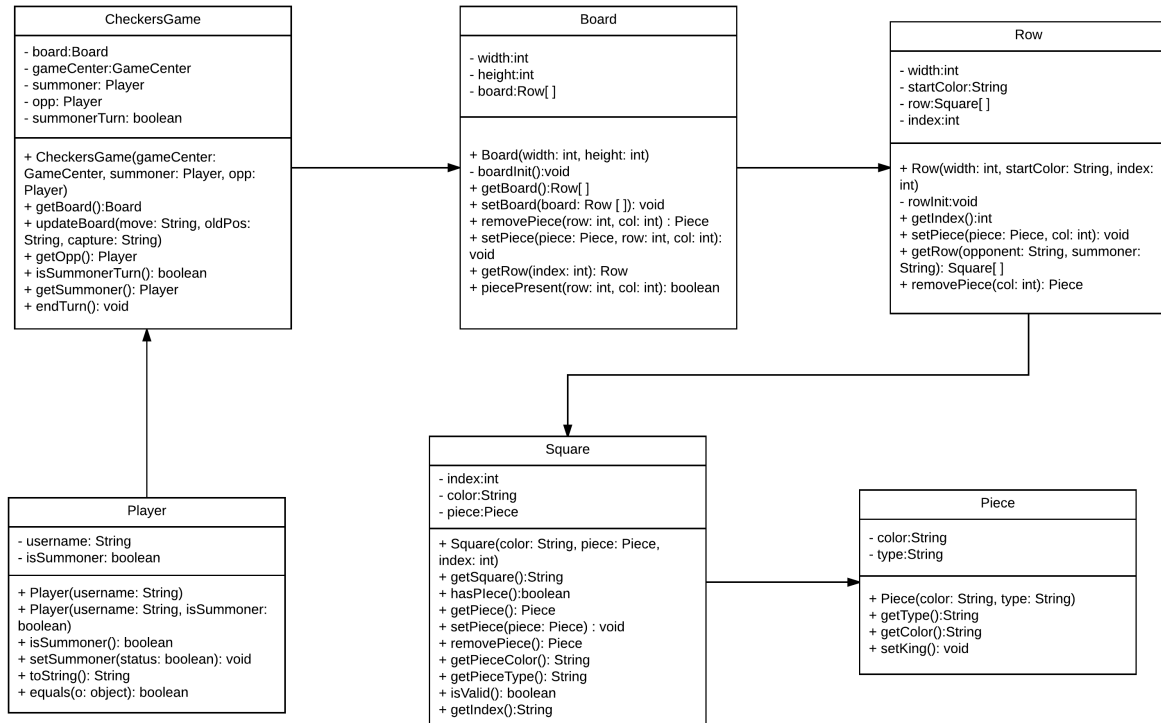 CheckersGame
- board:Board
- gameCenter:GameCenter
- summoner: Player
- opp: Player
- summonerTurn: boolean
+ CheckersGame(gameCenter:
GameCenter, summoner: Player, opp:
Player)
+ getBoard():Board
+ updateBoard(move: String, oldPos:
String, capture: String)
+ getOpp(): Player
+ isSummonerTurn(): boolean
+ getSummoner(): Player
+ endTurn(): void
Board
- width:int
- height:int
- board:Row[ ]
+ Board(width: int, height: int)
- boardInit():void
+ getBoard():Row[ ]
+ setBoard(board: Row [ ]): void
+ removePiece(row: int, col: int) : Piece
+ setPiece(piece: Piece, row: int, col: int):
void
+ getRow(index: int): Row
+ piecePresent(row: int, col: int): boolean
Row
- width:int
- startColor:String
- row:Square[ ]
- index:int
+ Row(width: int, startColor: String, index:
int)
- rowInit:void
+ getIndex():int
+ setPiece(piece: Piece, col: int): void
+ getRow(opponent: String, summoner:
String): Square[ ]
+ removePiece(col: int): Piece
Player
- username: String
- isSummoner: boolean
+ Player(username: String)
+ Player(username: String, isSummoner:
boolean)
+ isSummoner(): boolean
+ setSummoner(status: boolean): void
+ toString(): String
+ equals(o: object): boolean
Square
- index:int
- color:String
- piece:Piece
+ Square(color: String, piece: Piece,
index: int)
+ getSquare():String
+ hasPIece():boolean
+ getPiece(): Piece
+ setPiece(piece: Piece) : void
+ removePiece(): Piece
+ getPieceColor(): String
+ getPieceType(): String
+ isValid(): boolean
+ getIndex():String
Piece
- color:String
- type:String
+ Piece(color: String, type: String)
+ getType():String
+ getColor():String
+ setKing(): void